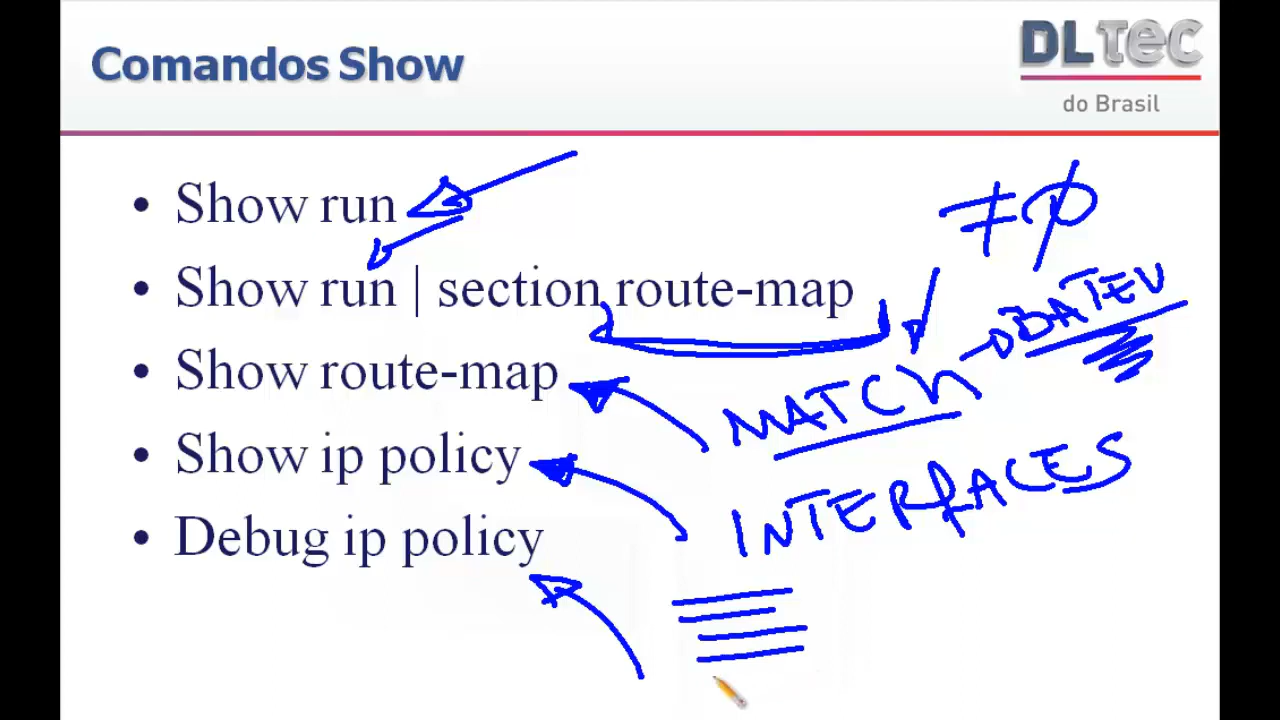 Comandos Show
DLTEC
do Brasil
• Show run
≠ Ø
• Show run | section route-map
BATEU
• Show route-map
MATCH
• Show ip policy
INTERFACES
• Debug ip policy